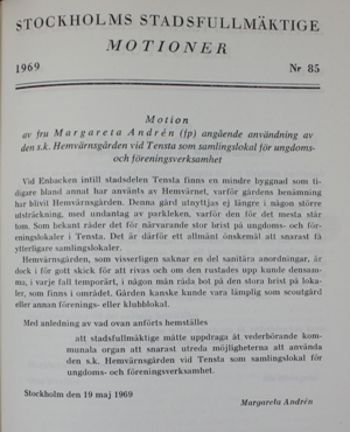 STOCKHOLMS STADSFULLMÄKTIGE
MOTIONER
1969 Nr 85
Motion
av fru Margareta Andrén (fp) angående användning av
den s.k. Hemvärnsgården vid Tensta som samlingslokal för ungdoms-
och föreningsverksamhet
Vid Enbacken intill stadsdelen Tensta finns en mindre byggnad som ti-
digare bland annat har använts av Hemvärnet, varför gårdens benämning
har blivit Hemvärnsgården. Denna gård utnyttjas ej längre i någon större
utsträckning, med undantag av parkleken, varför den för det mesta står
tom. Som bekant råder det för närvarande stor brist på ungdoms- och för-
eningslokaler i Tensta. Det är därför ett allmänt önskemål att snarast få
ytterligare samlingslokaler.
Hemvärnsgården, som visserligen saknar en del sanitära anordningar, är
dock i för gott skick för att rivas och om den rustades upp kunde densam-
ma, i varje fall temporärt, i någon mån råda bot på den stora brist på loka-
ler, som finns i området. Gården kanske kunde vara lämplig som scoutgård
eller annan förenings- eller klubblokal.
Med anledning av vad ovan anförts hemställes
att stadsfullmäktige måtte uppdraga åt vederbörande kom-
munala organ att snarast utreda möjligheterna att använda
den s.k. Hemvärnsgården vid Tensta som samlingslokal för
ungdoms- och föreningsverksamhet.
Stockholm den 19 maj 1969
Margareta Andrén